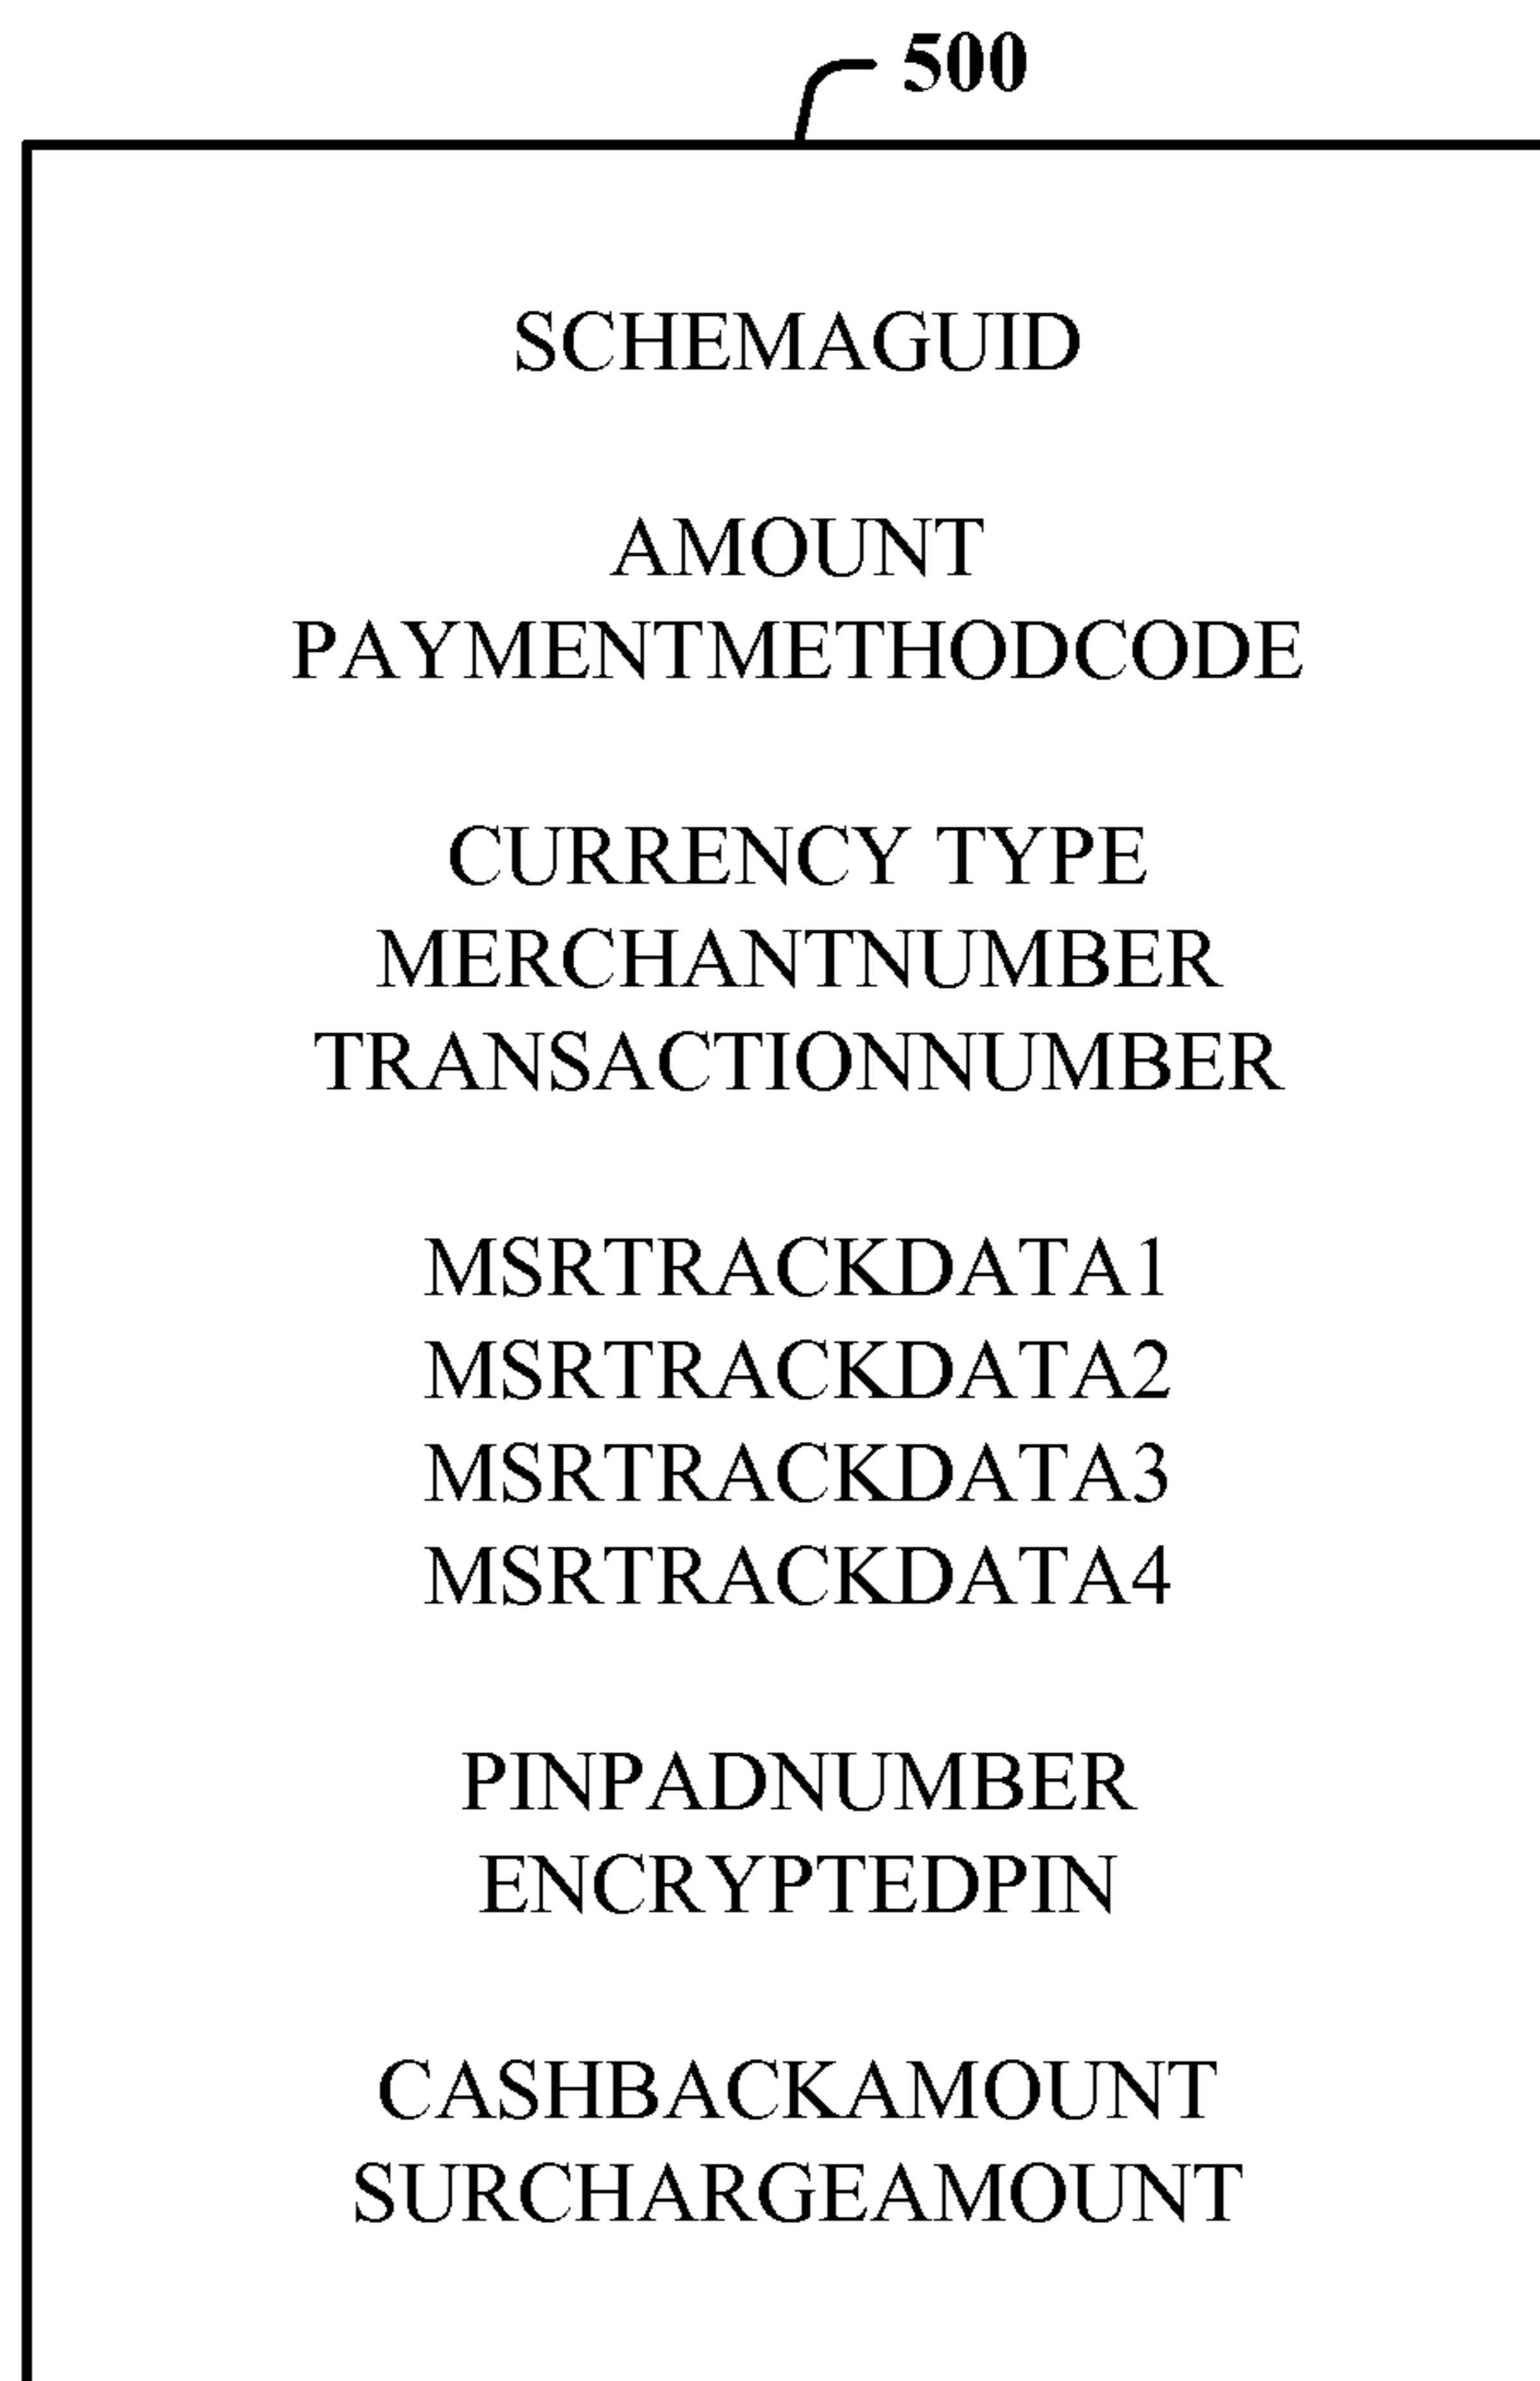 500
SCHEMAGUID
AMOUNT
PAYMENTMETHODCODE
CURRENCY TYPE
MERCHANTNUMBER
TRANSACTIONNUMBER
MSRTRACKDATA1
MSRTRACKDATA2
MSRTRACKDATA3
MSRTRACKDATA4
PINPADNUMBER
ENCRYPTEDPIN
CASHBACKAMOUNT
SURCHARGEAMOUNT